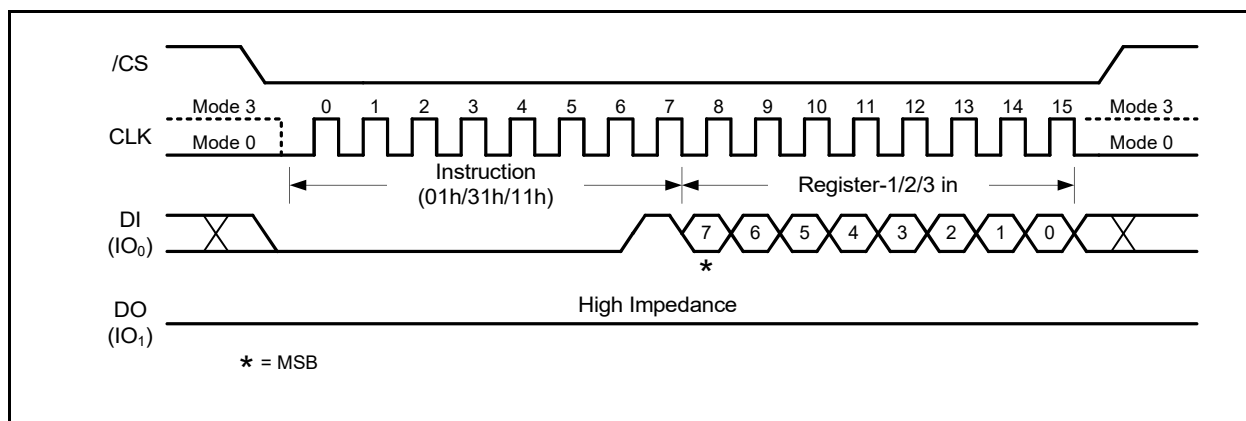 /CS
Mode 3 0 1 2 3 4 5 6 7 8 9 10 11 12 13 14 15 Mode 3
CLK
Mode 0 Mode 0
Instruction
(01h/31h/11h)
Register-1/2/3 in
DI
(IO₀)
7 6 5 4 3 2 1 0
*
High Impedance
DO
(IO₁)
* = MSB